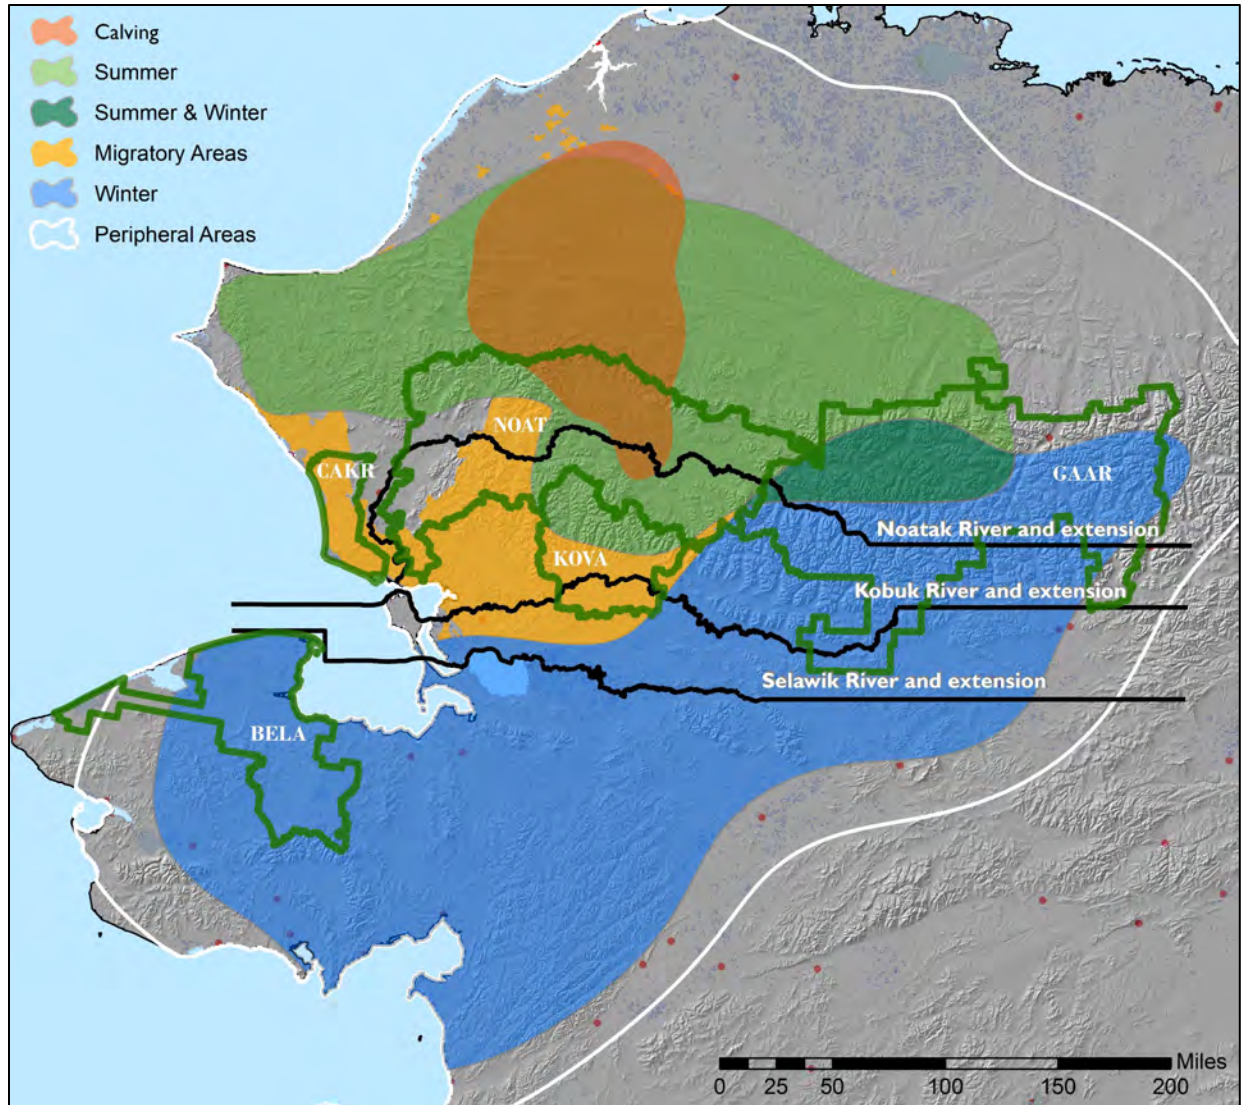 Calving
Summer
Summer & Winter
Migratory Areas
Winter
Peripheral Areas
NOAT
CAKR
GAAR
Noatak River and extension
KOVA
Kobuk River and extension
Selawik River and extension
BELA
Miles
0 25 50 100 150 200